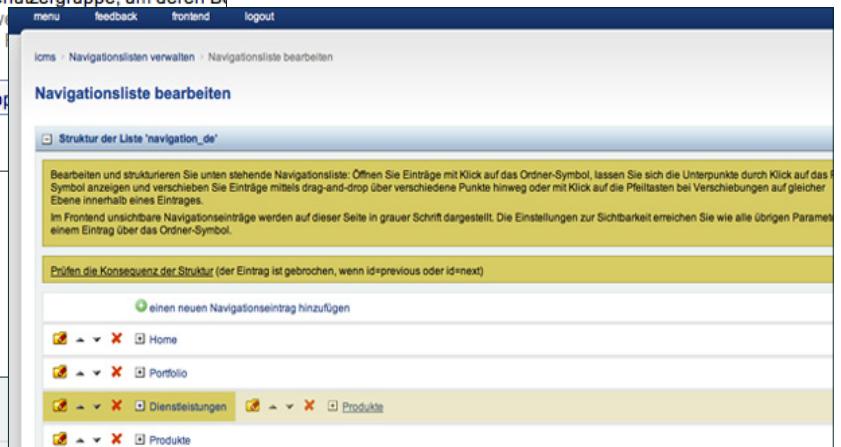 menu feedback frontend logout
icms > Navigationslisten verwalten > Navigationsliste bearbeiten
Navigationsliste bearbeiten
Struktur der Liste 'navigation_de'
Bearbeiten und strukturieren Sie unten stehende Navigationsliste: Öffnen Sie Einträge mit Klick auf das Ordner-Symbol, lassen Sie sich die Unterpunkte durch Klick auf das
Symbol anzeigen und verschieben Sie Einträge mittels drag-and-drop über verschiedene Punkte hinweg oder mit Klick auf die Pfeiltasten bei Verschiebungen auf gleicher
Ebene innerhalb eines Eintrages.
Im Frontend unsichtbare Navigationseinträge werden auf dieser Seite in grauer Schrift dargestellt. Die Einstellungen zur Sichtbarkeit erreichen Sie wie alle übrigen Paramet
einem Eintrag über das Ordner-Symbol.
Prüfen die Konsequenz der Struktur (der Eintrag ist gebrochen, wenn id=previous oder id=next)
einen neuen Navigationseintrag hinzufügen
Home
Portfolio
Dienstleistungen Produkte
Produkte